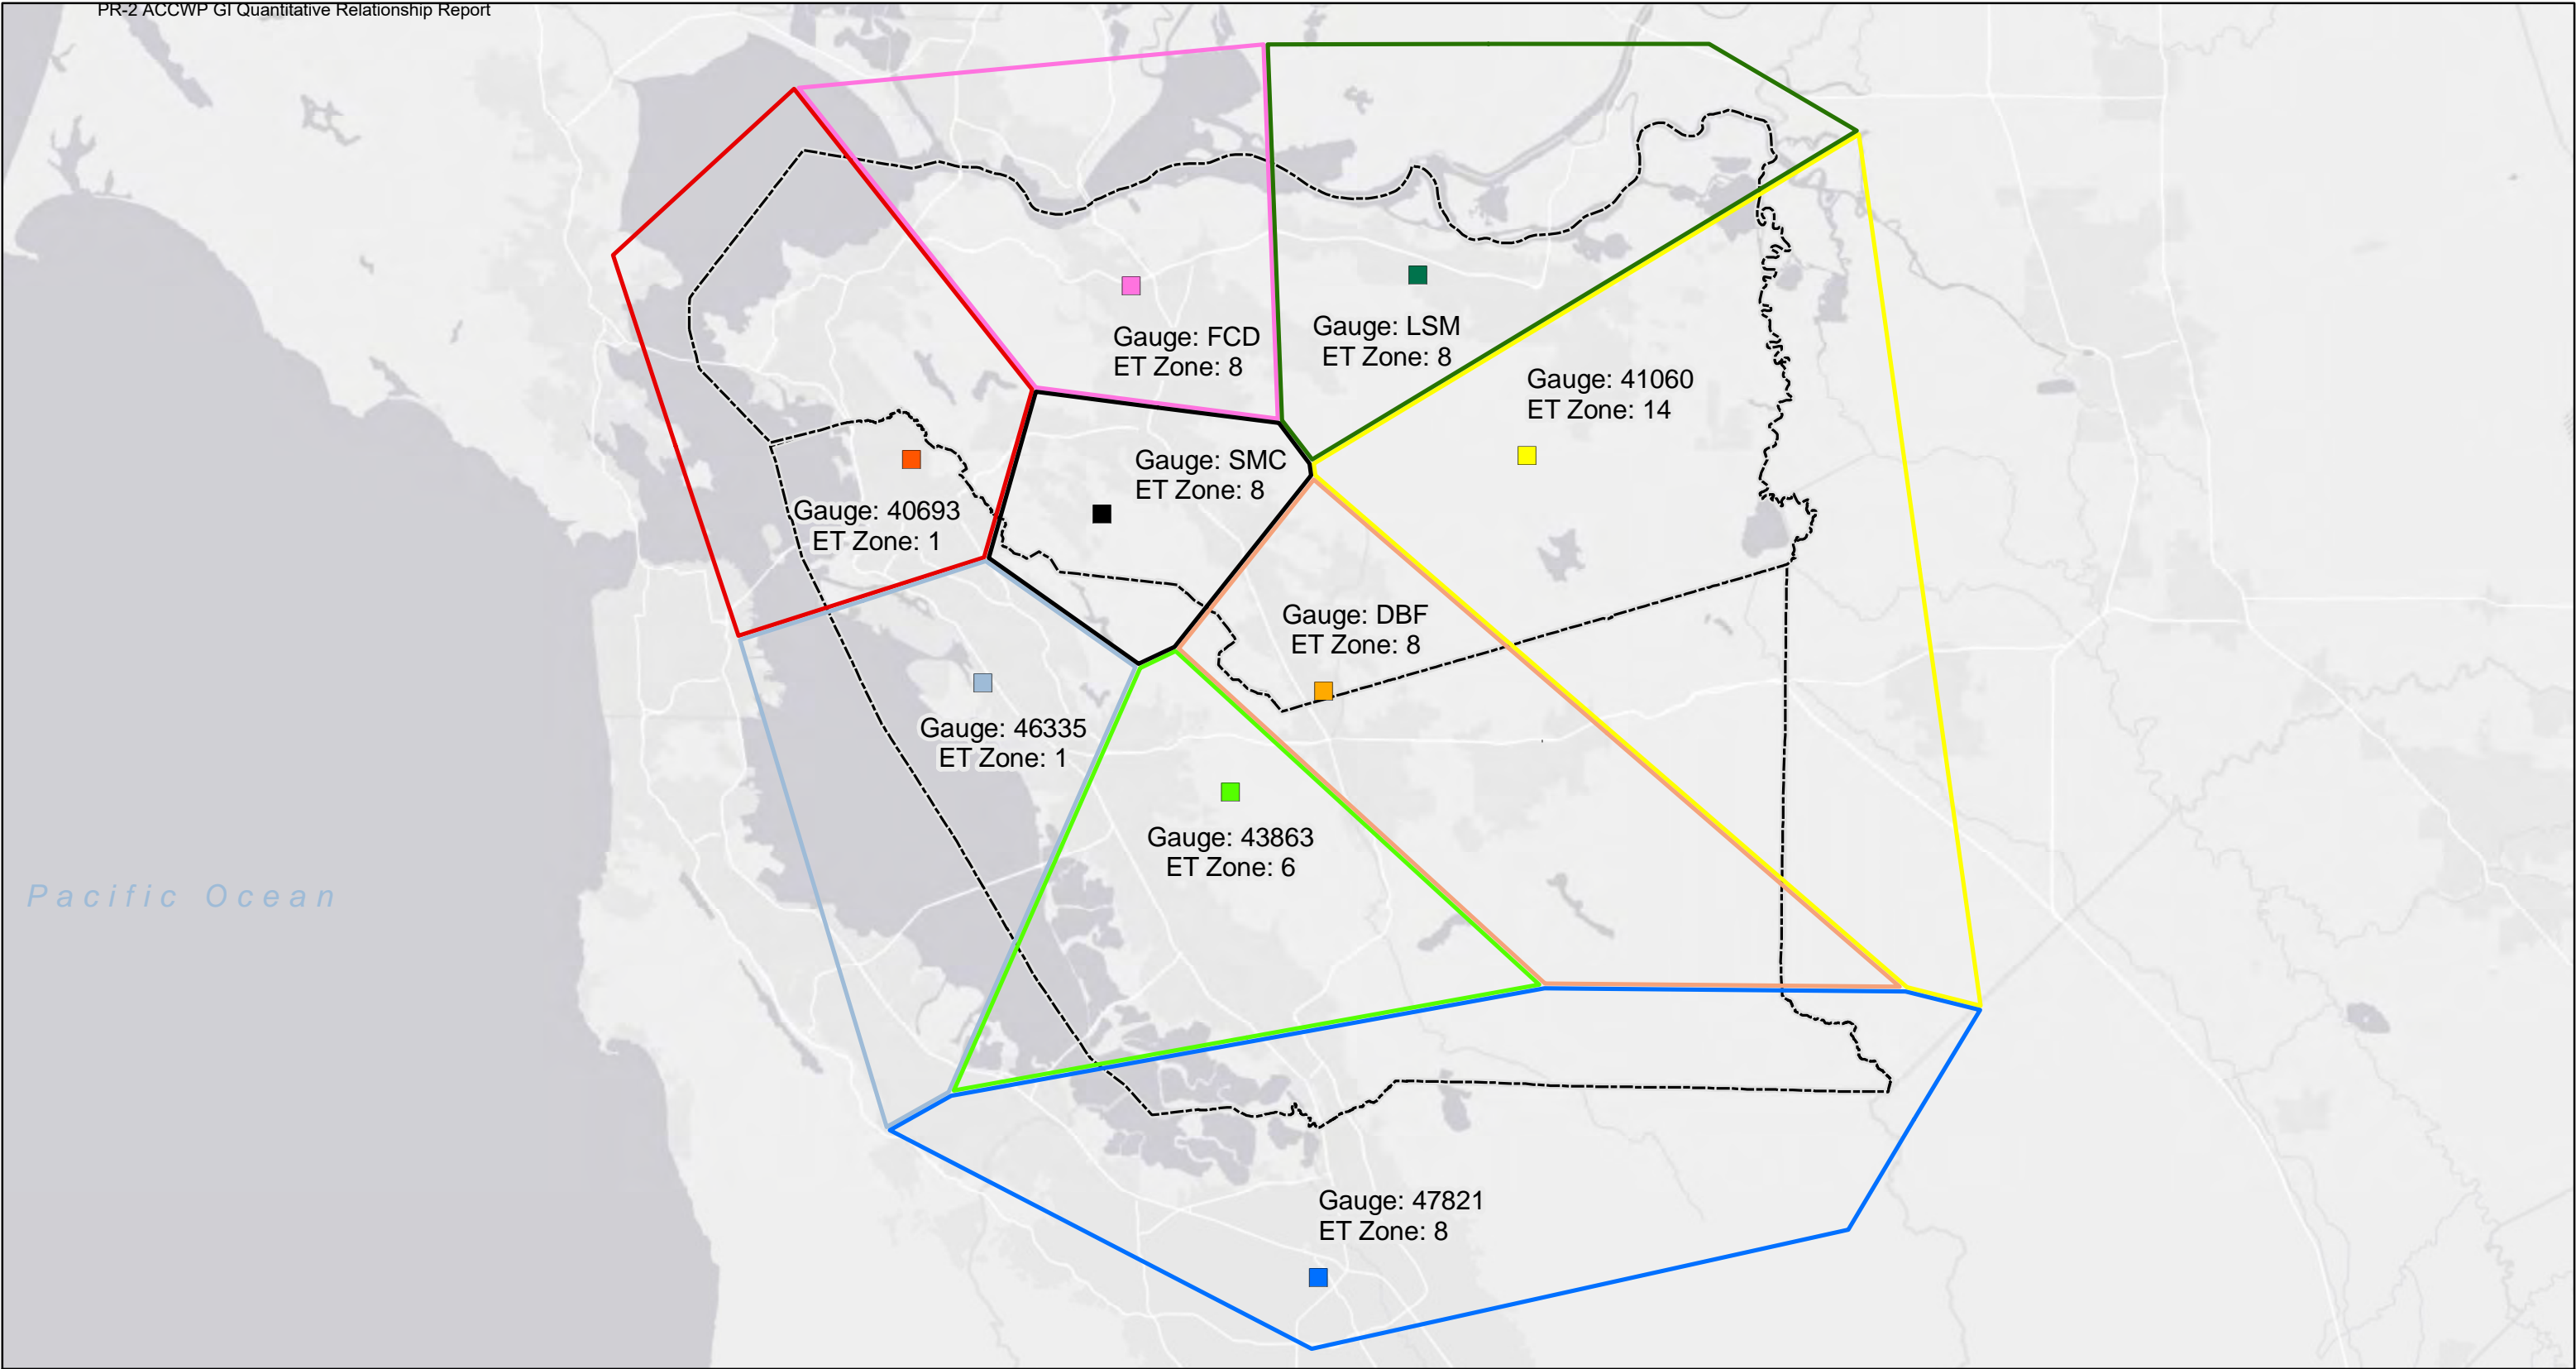 PR-2 ACCWP GI Quantitative Relationship Report
Gauge: FCD
ET Zone: 8
Gauge: LSM
ET Zone: 8
Gauge: 41060
ET Zone: 14
Gauge: SMC
ET Zone: 8
Gauge: 40693
ET Zone: 1
Gauge: DBF
ET Zone: 8
Gauge: 46335
ET Zone: 1
Gauge: 43863
ET Zone: 6
Pacific Ocean
Gauge: 47821
ET Zone: 8